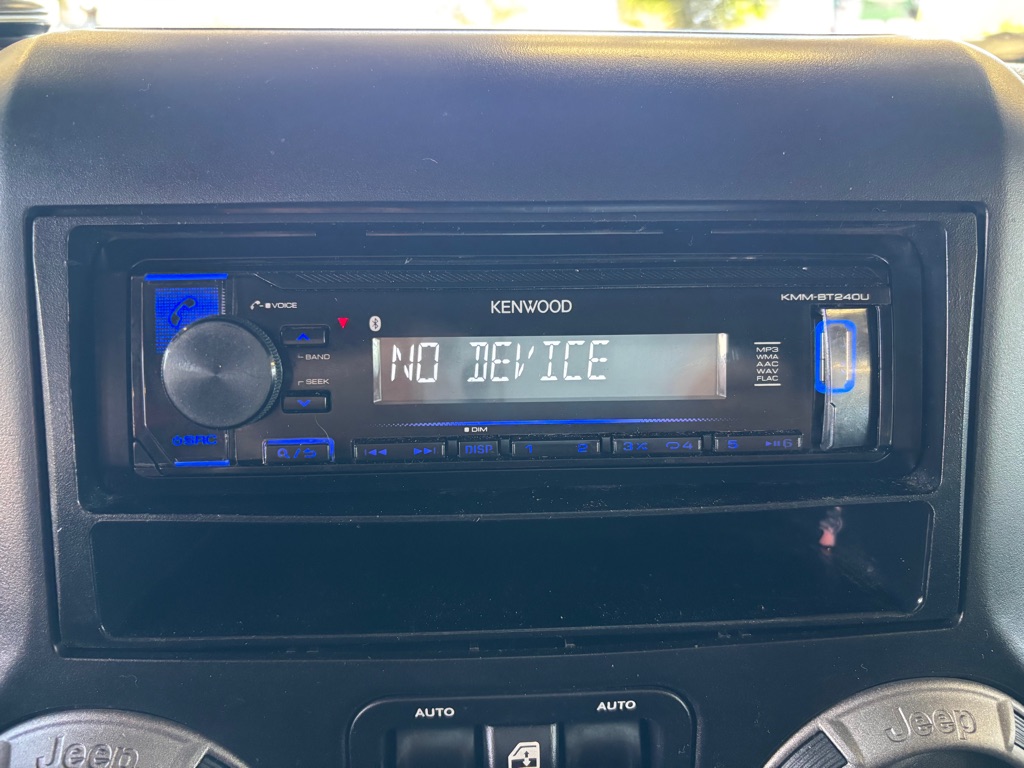 VOICE
KENWOOD
KMM-BT240U
BAND
SEEK
NO DEVICE
MP3
WMA
AAC
WAV
FLAC
SRC
DIM
DISP
1
2
3
4
5
6
AUTO
AUTO
Jeep
Jeep